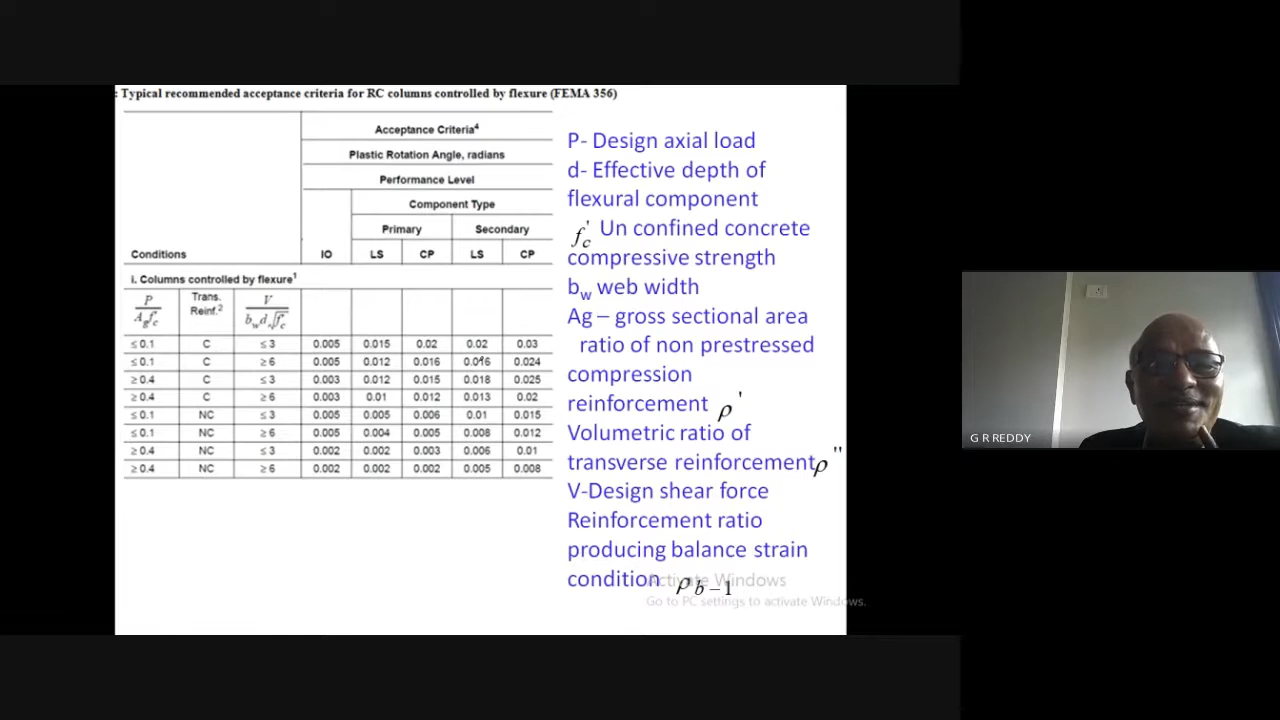 : Typical recommended acceptance criteria for RC columns controlled by flexure (FEMA 356)
Acceptance Criteria⁴
Plastic Rotation Angle, radians
Performance Level
Component Type
Primary Secondary
Conditions IO LS CP LS CP
i. Columns controlled by flexure¹
P / A_g f'_c Trans. Reinf.² V / b_w d √f'_c
≤ 0.1 C ≤ 3 0.005 0.015 0.02 0.02 0.03
≤ 0.1 C ≥ 6 0.005 0.012 0.016 0.016 0.024
≥ 0.4 C ≤ 3 0.003 0.012 0.015 0.018 0.025
≥ 0.4 C ≥ 6 0.003 0.01 0.012 0.013 0.02
≤ 0.1 NC ≤ 3 0.005 0.005 0.006 0.01 0.015
≤ 0.1 NC ≥ 6 0.005 0.004 0.005 0.008 0.012
≥ 0.4 NC ≤ 3 0.002 0.002 0.003 0.006 0.01
≥ 0.4 NC ≥ 6 0.002 0.002 0.002 0.005 0.008
P- Design axial load
d- Effective depth of
flexural component
f'_c Un confined concrete
compressive strength
b_w web width
Ag – gross sectional area
ratio of non prestressed
compression
reinforcement ρ'
Volumetric ratio of
transverse reinforcement ρ"
V-Design shear force
Reinforcement ratio
producing balance strain
condition ρ b – 1
Activate Windows
Go to PC settings to activate Windows.
G R REDDY